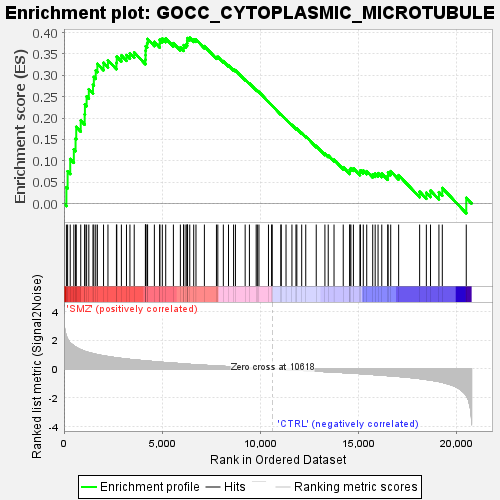 Enrichment plot: GOCC_CYTOPLASMIC_MICROTUBULE
Enrichment score (ES)
0.40
0.35
0.30
0.25
0.20
0.15
0.10
0.05
0.00
'SMZ' (positively correlated)
Ranked list metric (Signal2Noise)
4
2
0
-2
-4
Zero cross at 10618
'CTRL' (negatively correlated)
0
5,000
10,000
15,000
20,000
Rank in Ordered Dataset
Enrichment profile
Hits
Ranking metric scores